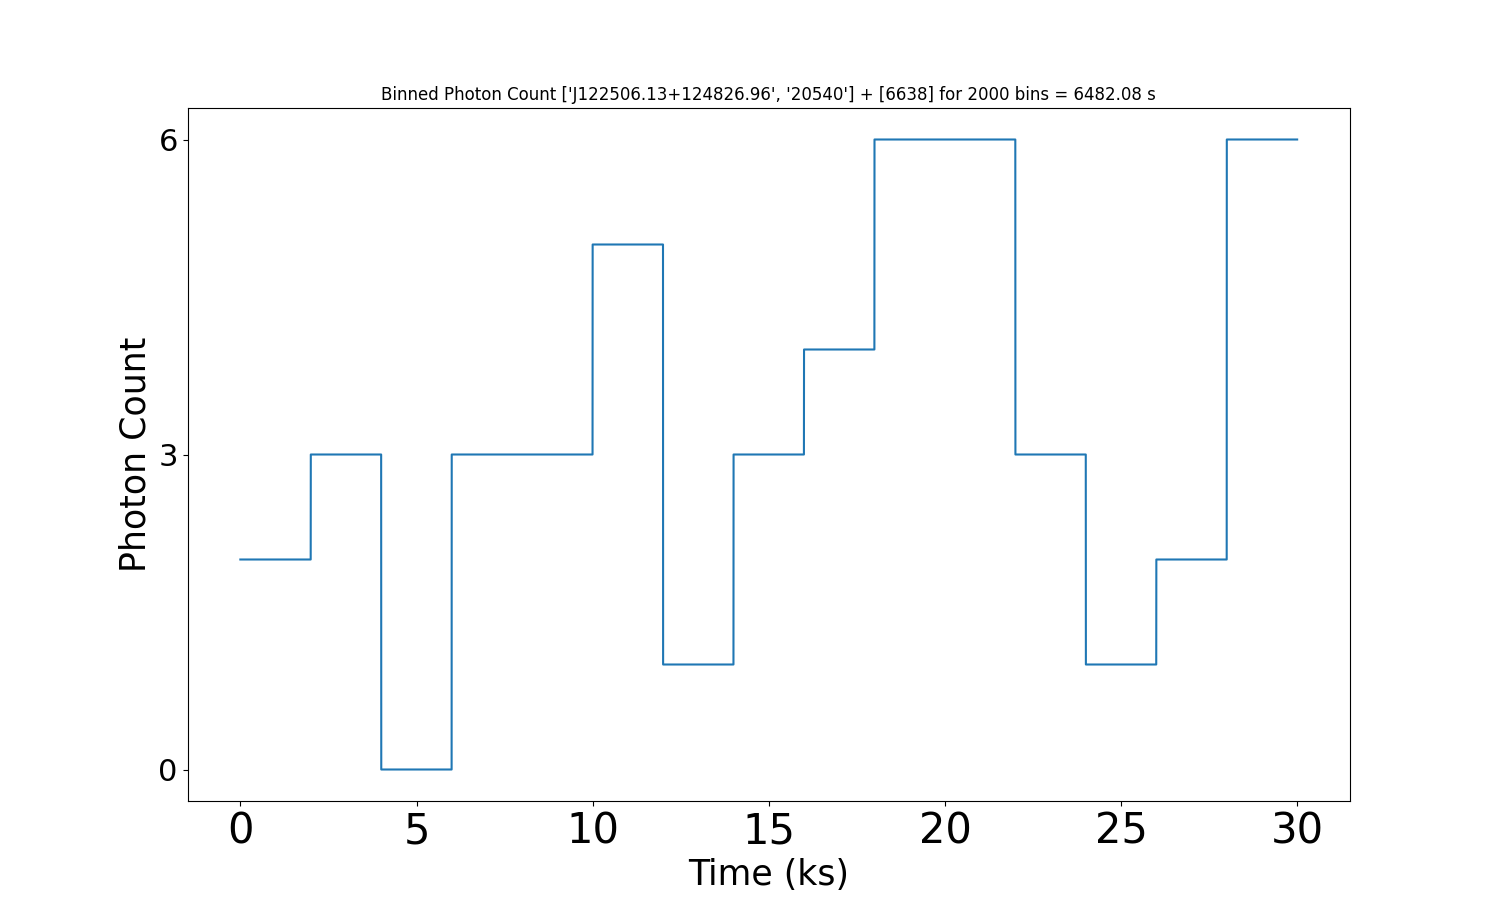 Binned Photon Count ['J122506.13+124826.96', '20540'] + [6638] for 2000 bins = 6482.08 s
6
3
0
Photon Count
0 5 10 15 20 25 30
Time (ks)